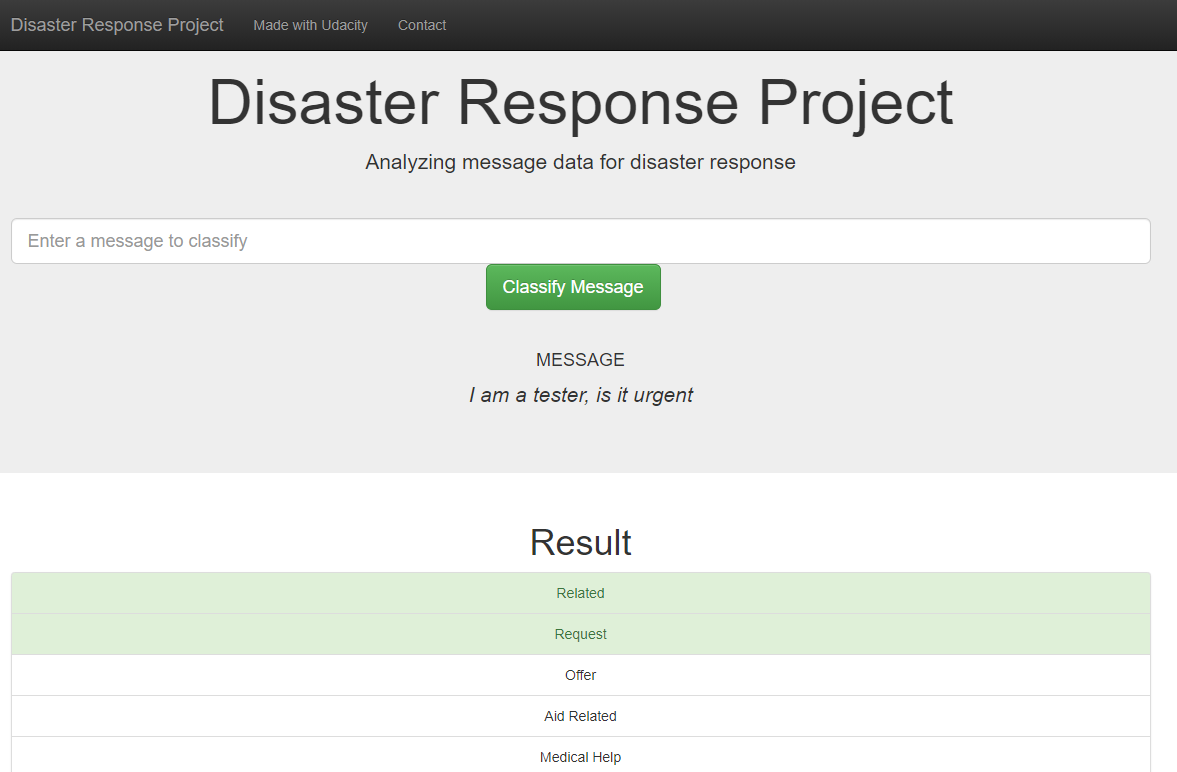 Disaster Response Project Made with Udacity Contact
Disaster Response Project
Analyzing message data for disaster response
Enter a message to classify
Classify Message
MESSAGE
I am a tester, is it urgent
Result
Related
Request
Offer
Aid Related
Medical Help